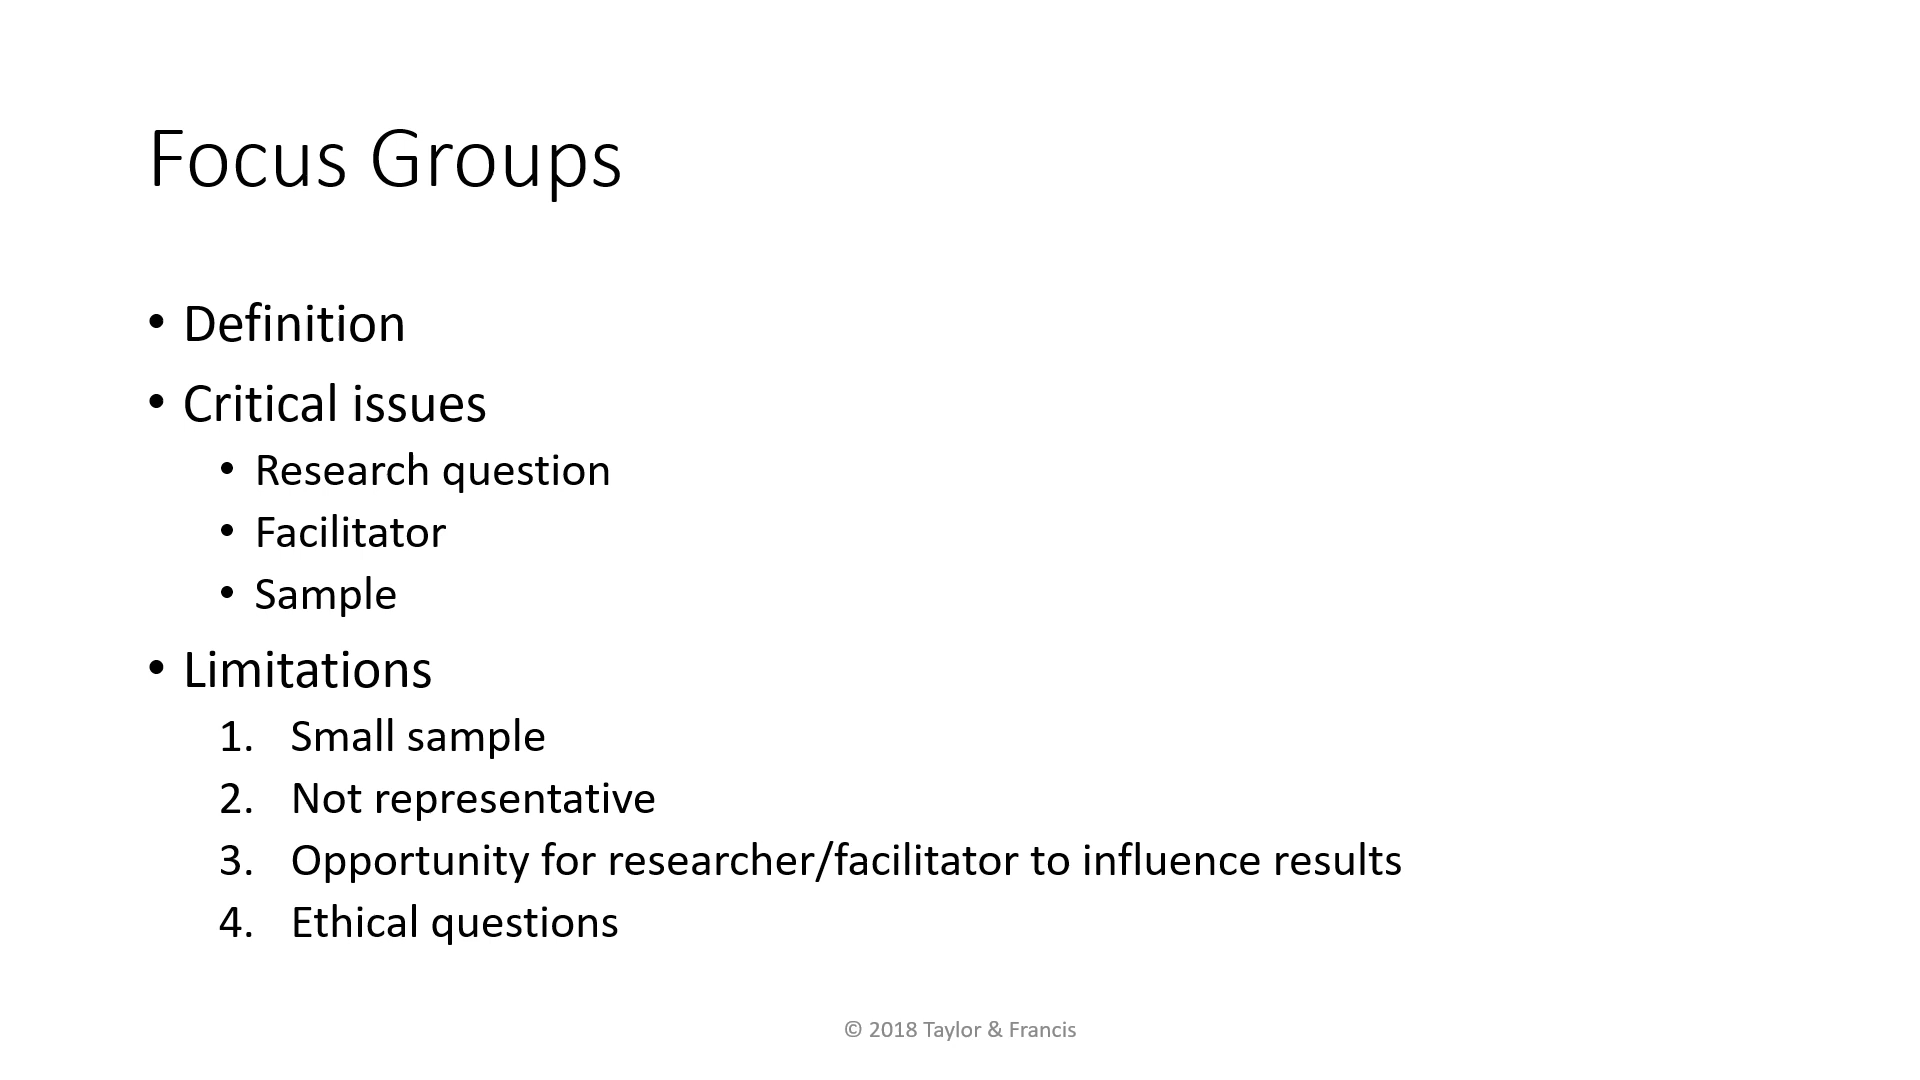 Focus Groups
• Definition
• Critical issues
• Research question
• Facilitator
• Sample
• Limitations
1. Small sample
2. Not representative
3. Opportunity for researcher/facilitator to influence results
4. Ethical questions
© 2018 Taylor & Francis